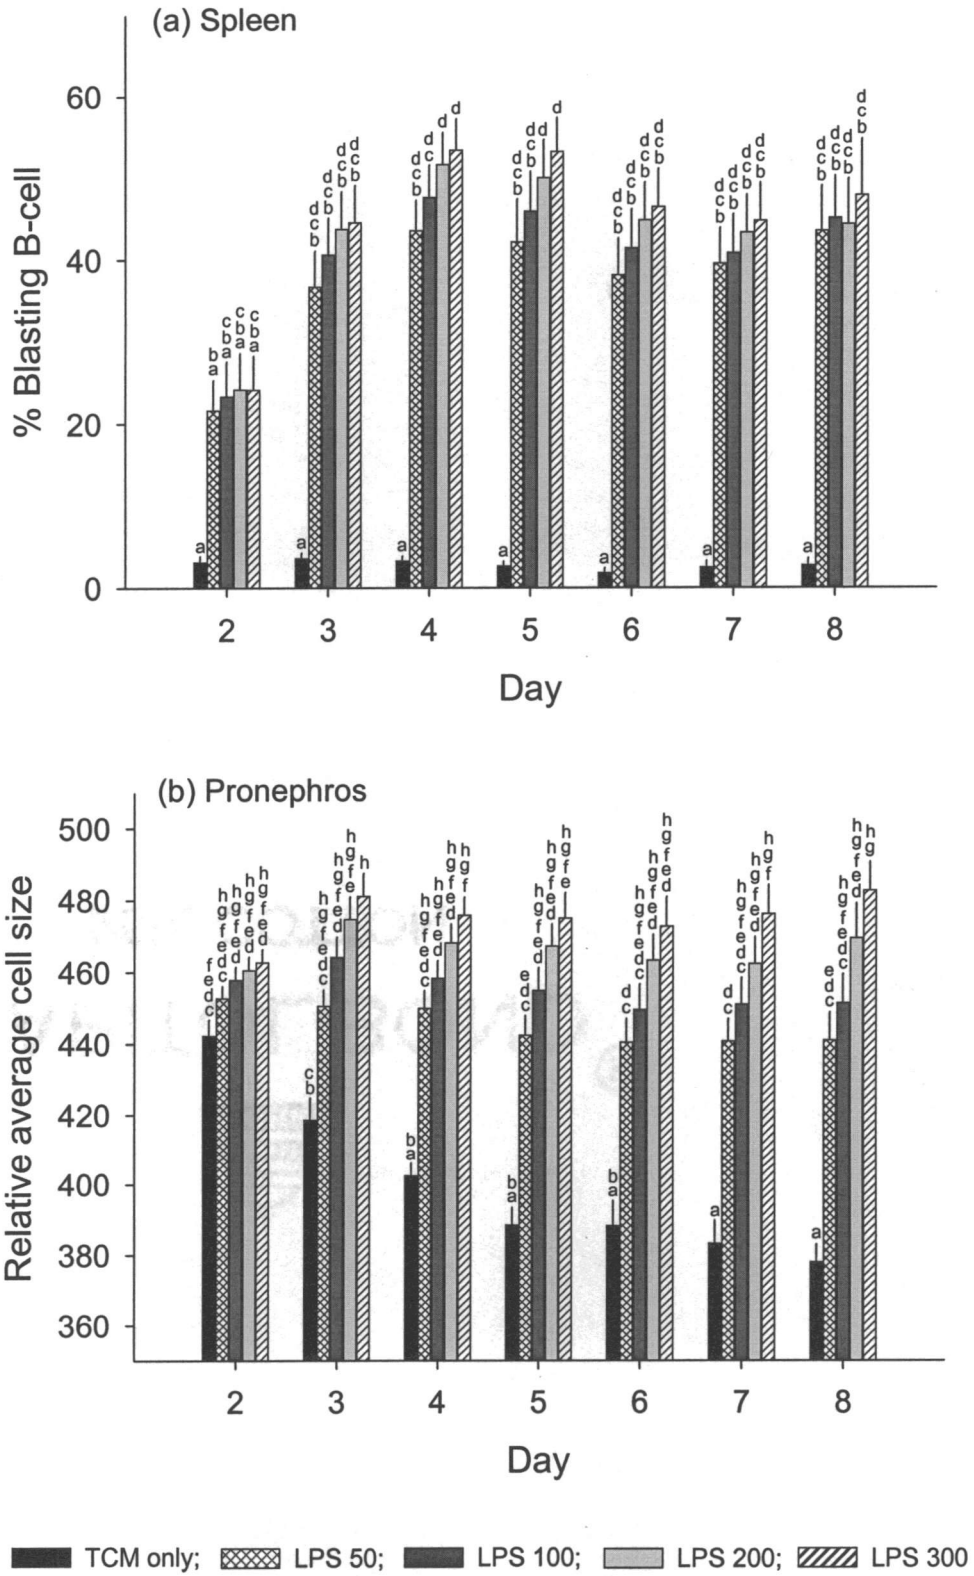 (a) Spleen
% Blasting B-cell
60
40
20
0
b a
c b a
c b a
c b a
d c b
d c b
d c b
d c b
d c b
d c
d
d
d c b
d c b
d
d
d c b
d c b
d c b
d c b
d c b
d c b
d c b
d c b
d c b
d c b
d c b
d c b
a
a
a
a
a
a
a
2 3 4 5 6 7 8
Day
(b) Pronephros
Relative average cell size
500
480
460
440
420
400
380
360
f e d c
h g f e d c
h g f e d
h g f e d
h g f e d
c b
h g f e d c
h g f e d
h g f e
h
b a
h g f e d c
h g f e d
h g f e d
h g f
b a
e d c
h g f e d
h g f e d
h g f e
b a
d c
h g f e d c
h g f e d
h g f e d
a
d c
h g f e d c
h g f e d
h g f
a
e d c
h g f e d c
h g f e d
h g
2 3 4 5 6 7 8
Day
TCM only; LPS 50; LPS 100; LPS 200; LPS 300